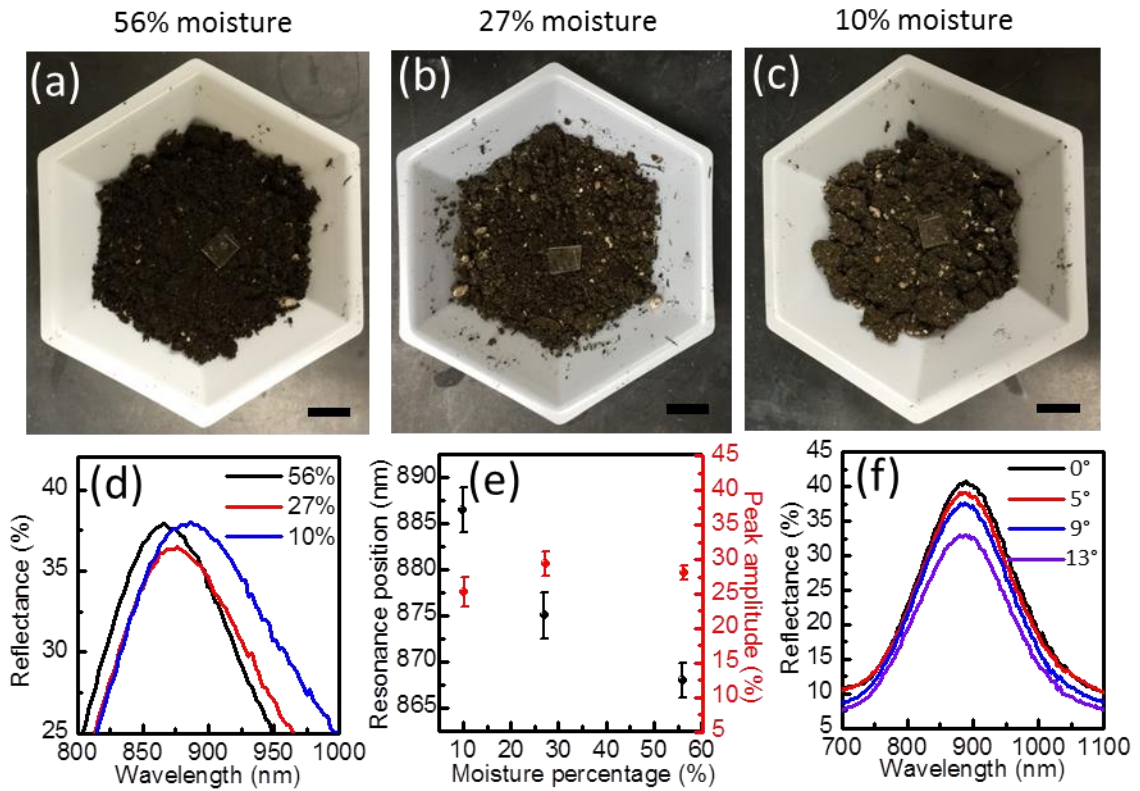 56% moisture
27% moisture
10% moisture
(a)
(b)
(c)
(d)
56%
27%
10%
40
35
30
25
Reflectance (%)
800 850 900 950 1000
Wavelength (nm)
(e)
890
885
880
875
870
865
Resonance position (nm)
45
40
35
30
25
20
15
10
5
Peak amplitude (%)
10 20 30 40 50 60
Moisture percentage (%)
(f)
0°
5°
9°
13°
45
40
35
30
25
20
15
10
5
Reflectance (%)
700 800 900 1000 1100
Wavelength (nm)